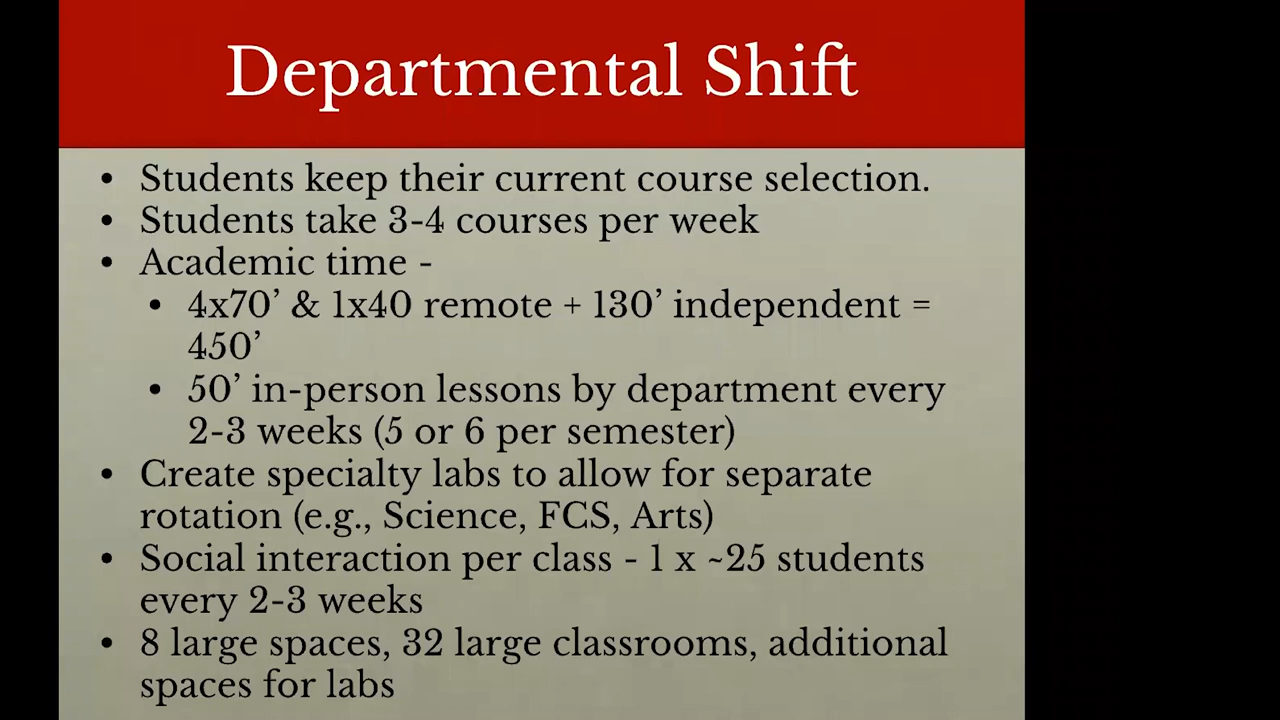 Departmental Shift
• Students keep their current course selection.
• Students take 3-4 courses per week
• Academic time -
• 4x70’ & 1x40 remote + 130’ independent =
450’
• 50’ in-person lessons by department every
2-3 weeks (5 or 6 per semester)
• Create specialty labs to allow for separate
rotation (e.g., Science, FCS, Arts)
• Social interaction per class - 1 x ~25 students
every 2-3 weeks
• 8 large spaces, 32 large classrooms, additional
spaces for labs